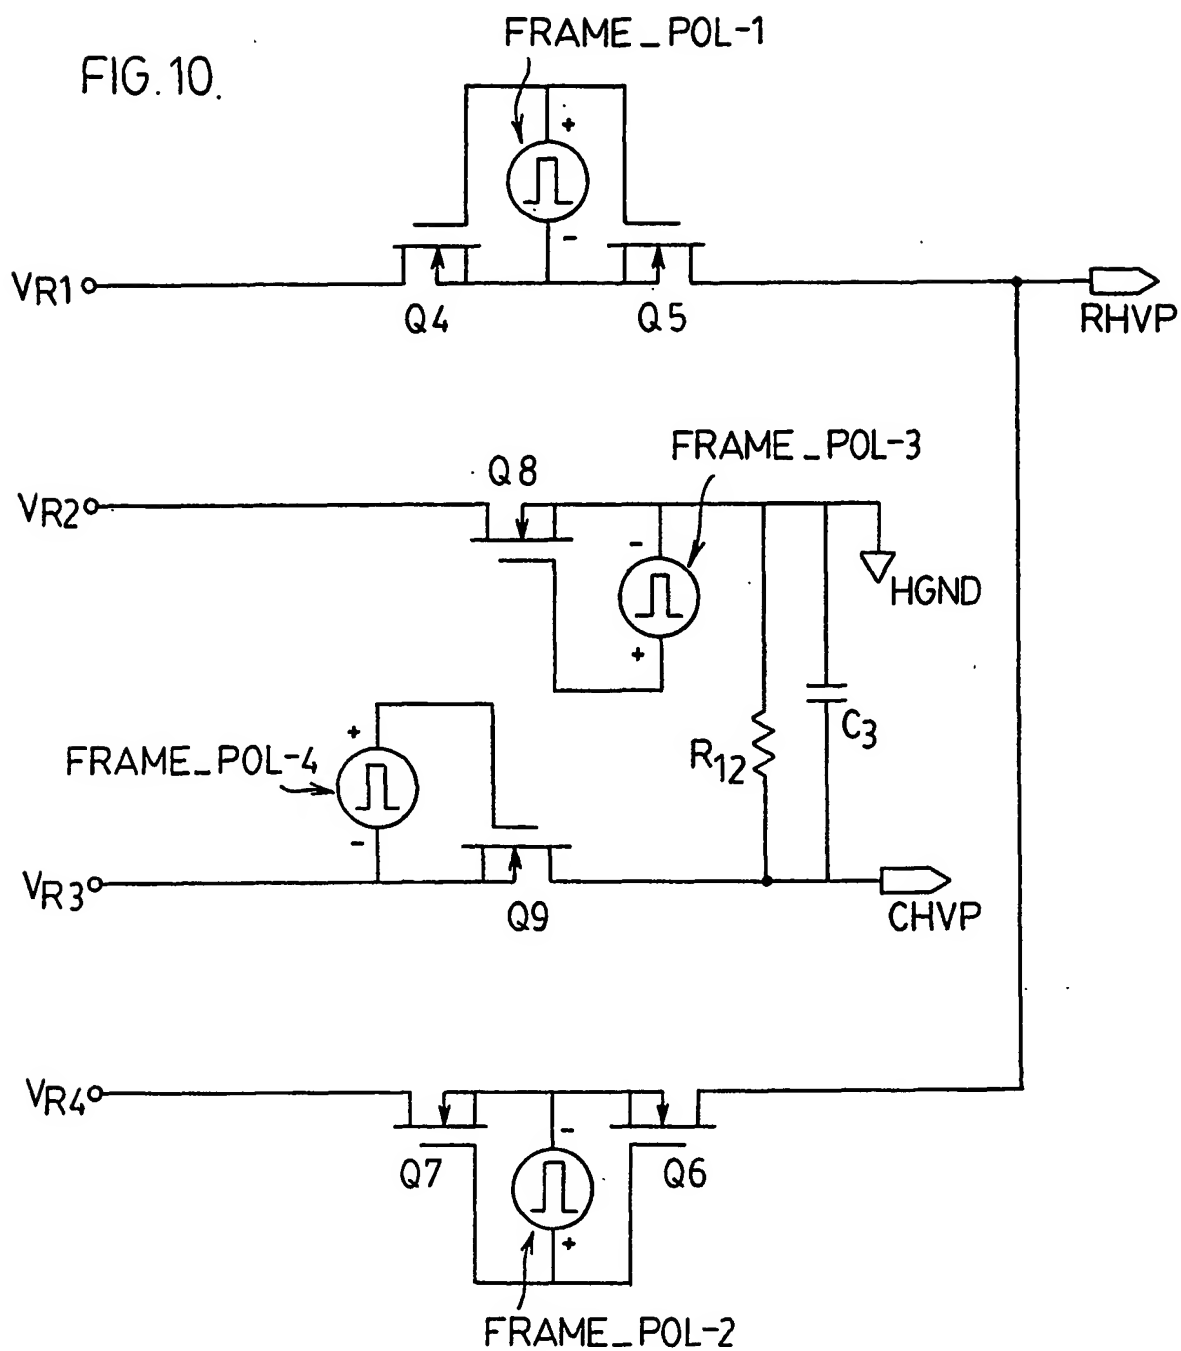 FIG.10.
FRAME_POL-1
+
-
VR1
Q4
Q5
RHVP
FRAME_POL-3
Q8
VR2
-
HGND
+
R12
C3
+
FRAME_POL-4
-
VR3
Q9
CHVP
VR4
-
Q7
Q6
+
FRAME_POL-2